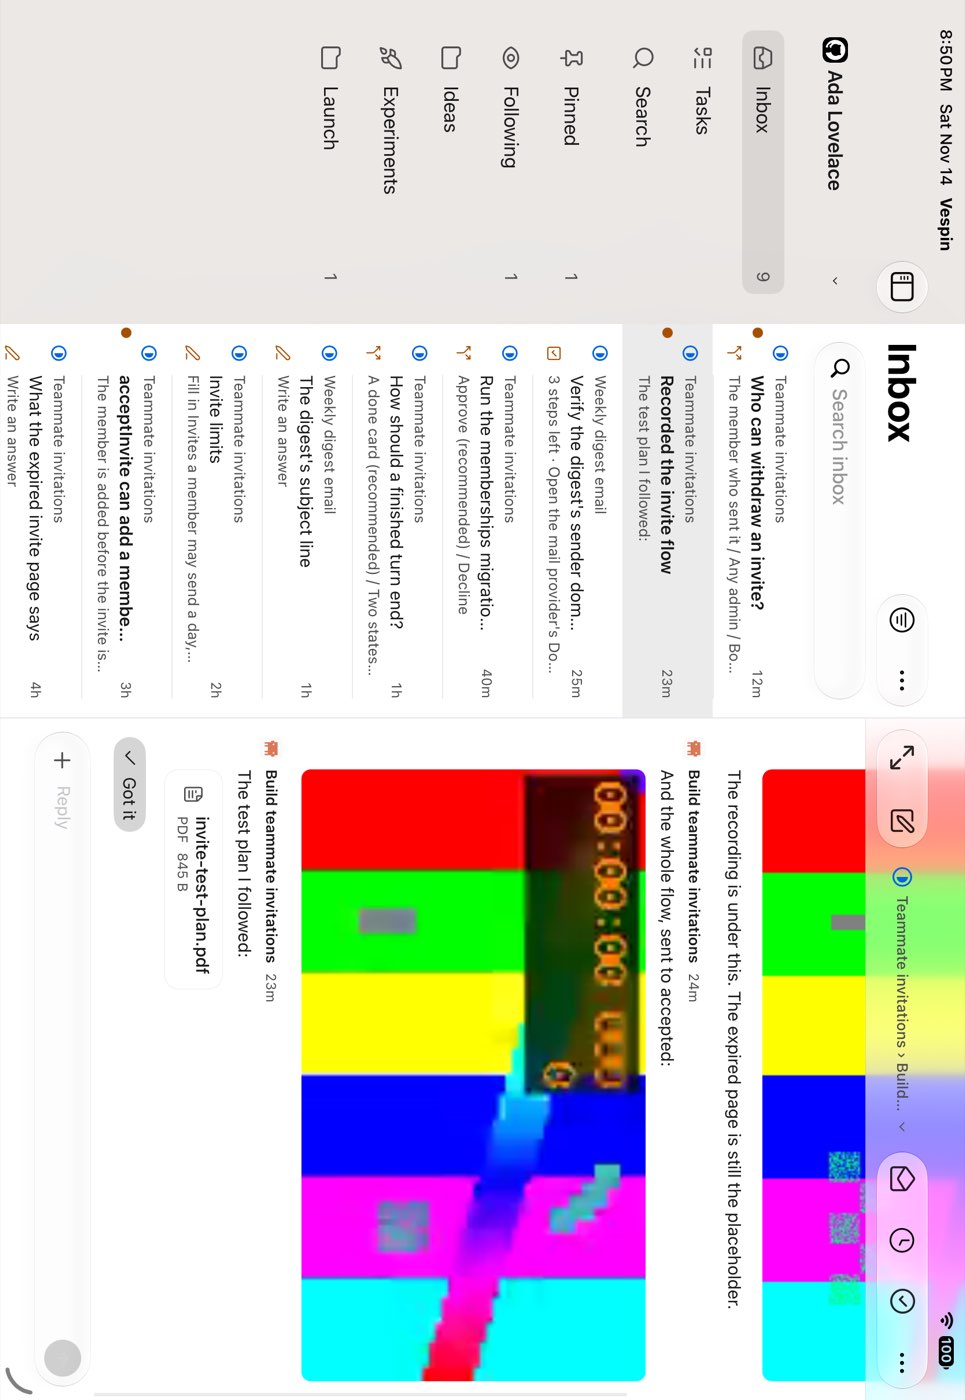 8:50 PM Sat Nov 14 Vespin
100
Ada Lovelace
Inbox 9
Tasks
Search
Pinned 1
Following 1
Ideas
Experiments
Launch 1
Inbox
Search inbox
Teammate invitations
Who can withdraw an invite? 12m
The member who sent it / Any admin / Bo...
Teammate invitations
Recorded the invite flow 23m
The test plan I followed:
Weekly digest email
Verify the digest's sender dom... 25m
3 steps left · Open the mail provider's Do...
Teammate invitations
Run the memberships migratio... 40m
Approve (recommended) / Decline
Teammate invitations
How should a finished turn end? 1h
A done card (recommended) / Two states...
Weekly digest email
The digest's subject line 1h
Write an answer
Teammate invitations
Invite limits 2h
Fill in Invites a member may send a day,...
Teammate invitations
acceptInvite can add a membe... 3h
The member is added before the invite is...
Teammate invitations
What the expired invite page says 4h
Write an answer
Teammate invitations › Build...
The recording is under this. The expired page is still the placeholder.
Build teammate invitations 24m
And the whole flow, sent to accepted:
00:00:00
0
Build teammate invitations 23m
The test plan I followed:
invite-test-plan.pdf
PDF 845 B
Got it
Reply